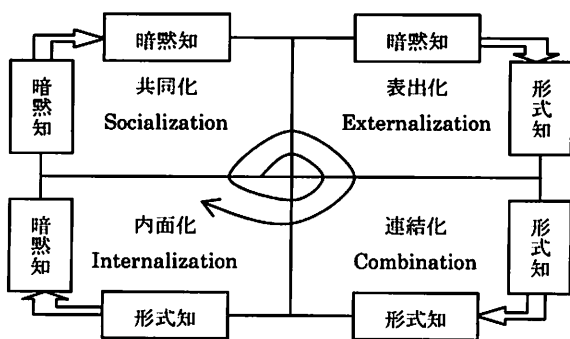 暗黙知
暗黙知
共同化
Socialization
暗黙知
形式知
表出化
Externalization
暗黙知
内面化
Internalization
形式知
形式知
連結化
Combination
形式知